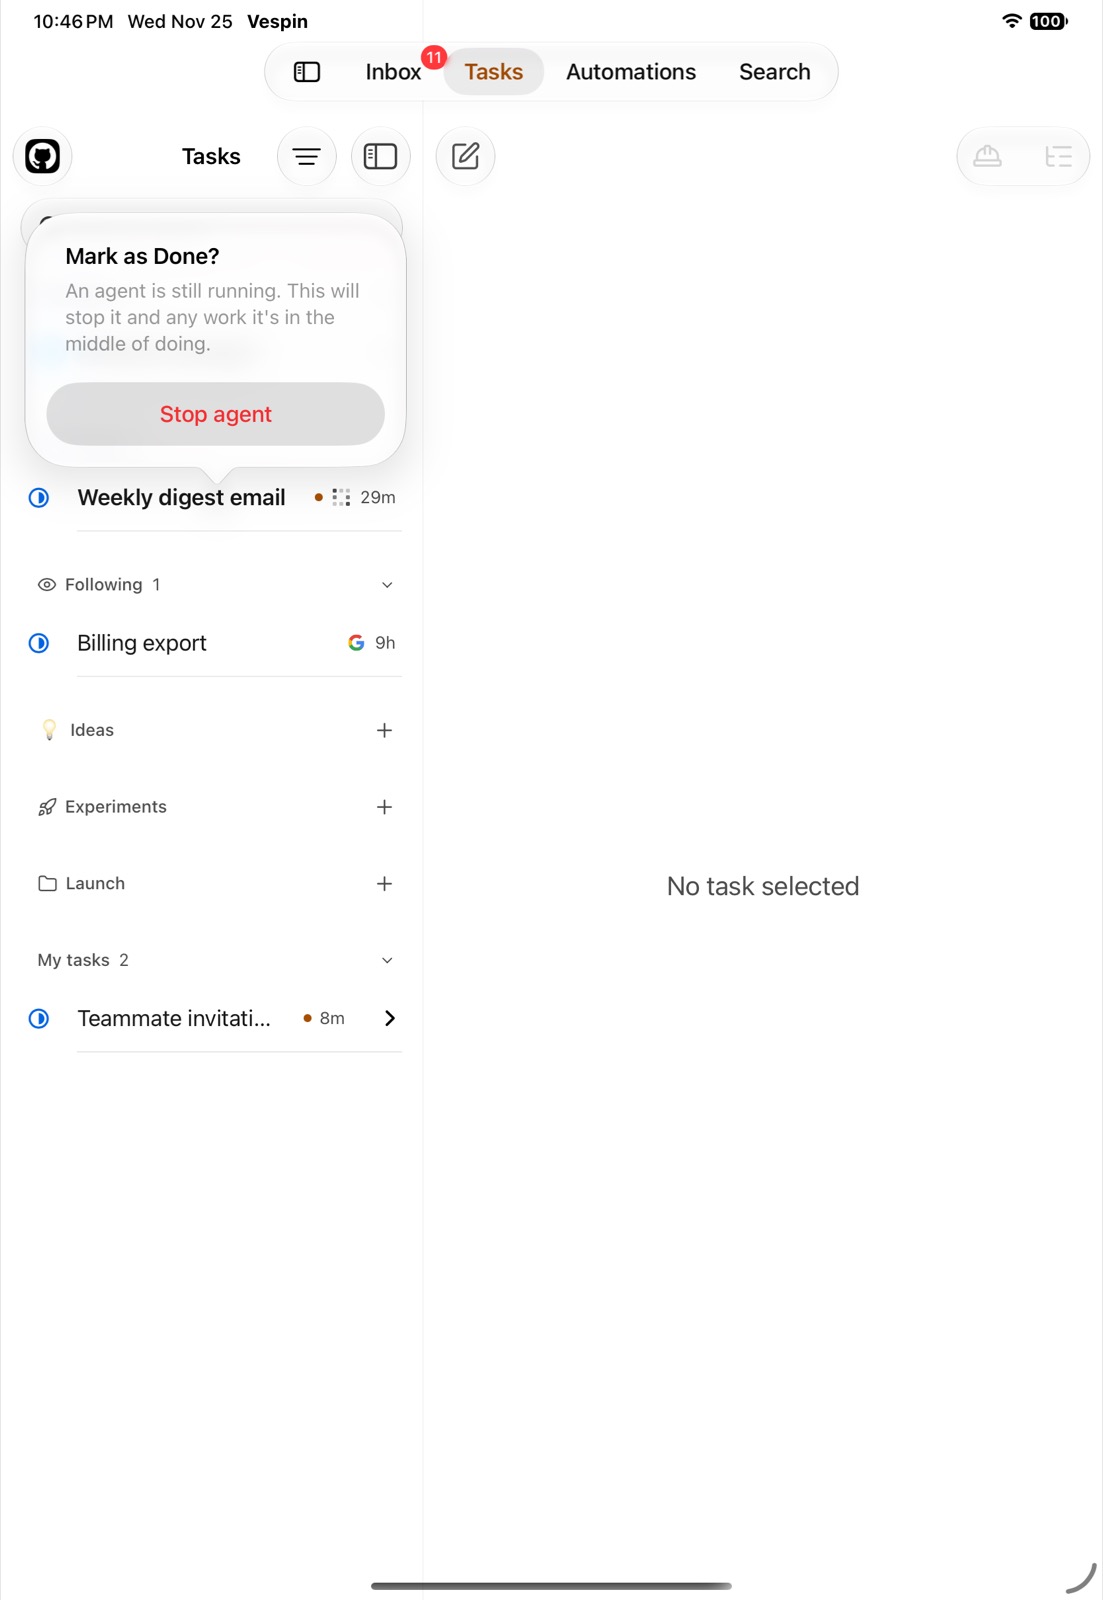 10:46 PM Wed Nov 25 Vespin
100
Inbox 11 Tasks Automations Search
Tasks
Mark as Done?
An agent is still running. This will
stop it and any work it's in the
middle of doing.
Stop agent
Weekly digest email 29m
Following 1
Billing export 9h
Ideas
Experiments
Launch
No task selected
My tasks 2
Teammate invitati... 8m